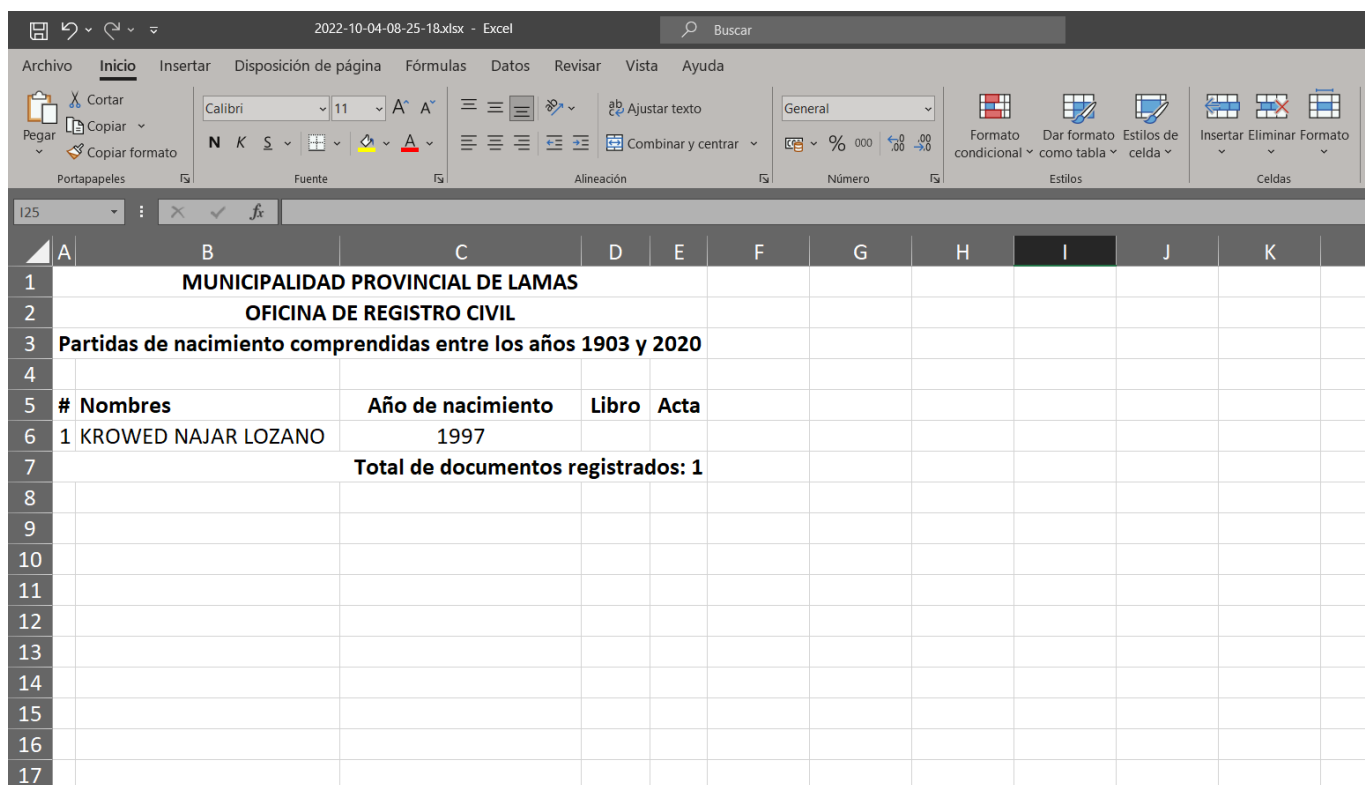 2022-10-04-08-25-18.xlsx - Excel
Buscar
Archivo Inicio Insertar Disposición de página Fórmulas Datos Revisar Vista Ayuda
Pegar
Cortar
Copiar
Copiar formato
Portapapeles
Calibri 11
N K S
Fuente
Ajustar texto
Combinar y centrar
Alineación
General
% 000
Número
Formato condicional
Dar formato como tabla
Estilos de celda
Estilos
Insertar Eliminar Formato
Celdas
I25 fx
A B C D E F G H I J K
1 MUNICIPALIDAD PROVINCIAL DE LAMAS
2 OFICINA DE REGISTRO CIVIL
3 Partidas de nacimiento comprendidas entre los años 1903 y 2020
4
5 # Nombres Año de nacimiento Libro Acta
6 1 KROWED NAJAR LOZANO 1997
7 Total de documentos registrados: 1
8
9
10
11
12
13
14
15
16
17